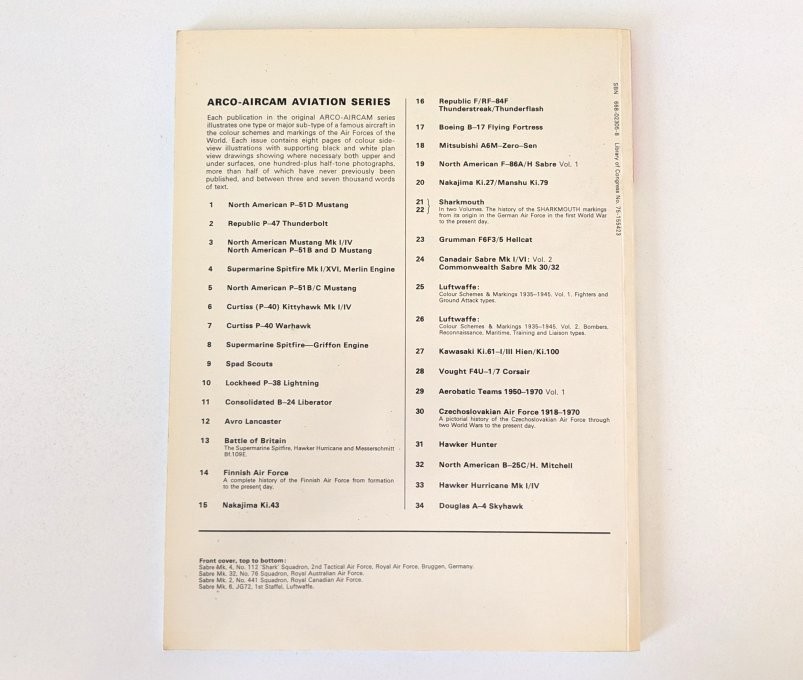 ARCO-AIRCAM AVIATION SERIES
Each publication in the original ARCO-AIRCAM series
illustrates one type or major sub-type of a famous aircraft in
the colour schemes and markings of the Air Forces of the
World. Each issue contains eight pages of colour side-
view illustrations with supporting black and white plan
view drawings showing where necessary both upper and
under surfaces, one hundred-plus half-tone photographs,
more than half of which have never previously been
published, and between three and seven thousand words
of text.
1 North American P–51D Mustang
2 Republic P–47 Thunderbolt
3 North American Mustang Mk I/IV
North American P–51B and D Mustang
4 Supermarine Spitfire Mk I/XVI, Merlin Engine
5 North American P–51B/C Mustang
6 Curtiss (P–40) Kittyhawk Mk I/IV
7 Curtiss P–40 Warhawk
8 Supermarine Spitfire—Griffon Engine
9 Spad Scouts
10 Lockheed P–38 Lightning
11 Consolidated B–24 Liberator
12 Avro Lancaster
13 Battle of Britain
The Supermarine Spitfire, Hawker Hurricane and Messerschmitt
Bf.109E.
14 Finnish Air Force
A complete history of the Finnish Air Force from formation
to the present day.
15 Nakajima Ki.43
16 Republic F/RF–84F
Thunderstreak/Thunderflash
17 Boeing B–17 Flying Fortress
18 Mitsubishi A6M–Zero–Sen
19 North American F–86A/H Sabre Vol. 1
20 Nakajima Ki.27/Manshu Ki.79
21 Sharkmouth
22 In two Volumes. The history of the SHARKMOUTH markings
from its origin in the German Air Force in the first World War
to the present day.
23 Grumman F6F3/5 Hellcat
24 Canadair Sabre Mk I/VI: Vol. 2
Commonwealth Sabre Mk 30/32
25 Luftwaffe:
Colour Schemes & Markings 1935–1945. Vol. 1. Fighters and
Ground Attack types.
26 Luftwaffe:
Colour Schemes & Markings 1935–1945. Vol. 2. Bombers,
Reconnaissance, Maritime, Training and Liaison types.
27 Kawasaki Ki.61–I/III Hien/Ki.100
28 Vought F4U–1/7 Corsair
29 Aerobatic Teams 1950–1970 Vol. 1
30 Czechoslovakian Air Force 1918–1970
A pictorial history of the Czechoslovakian Air Force through
two World Wars to the present day.
31 Hawker Hunter
32 North American B–25C/H. Mitchell
33 Hawker Hurricane Mk I/IV
34 Douglas A–4 Skyhawk
SBN 668-02305-8 Library of Congress No. 75-155423
Front cover, top to bottom:
Sabre Mk. 4, No. 112 'Shark' Squadron, 2nd Tactical Air Force, Royal Air Force, Bruggen, Germany.
Sabre Mk. 32, No. 76 Squadron, Royal Australian Air Force.
Sabre Mk. 2, No. 441 Squadron, Royal Canadian Air Force.
Sabre Mk. 6, JG72, 1st Staffel, Luftwaffe.